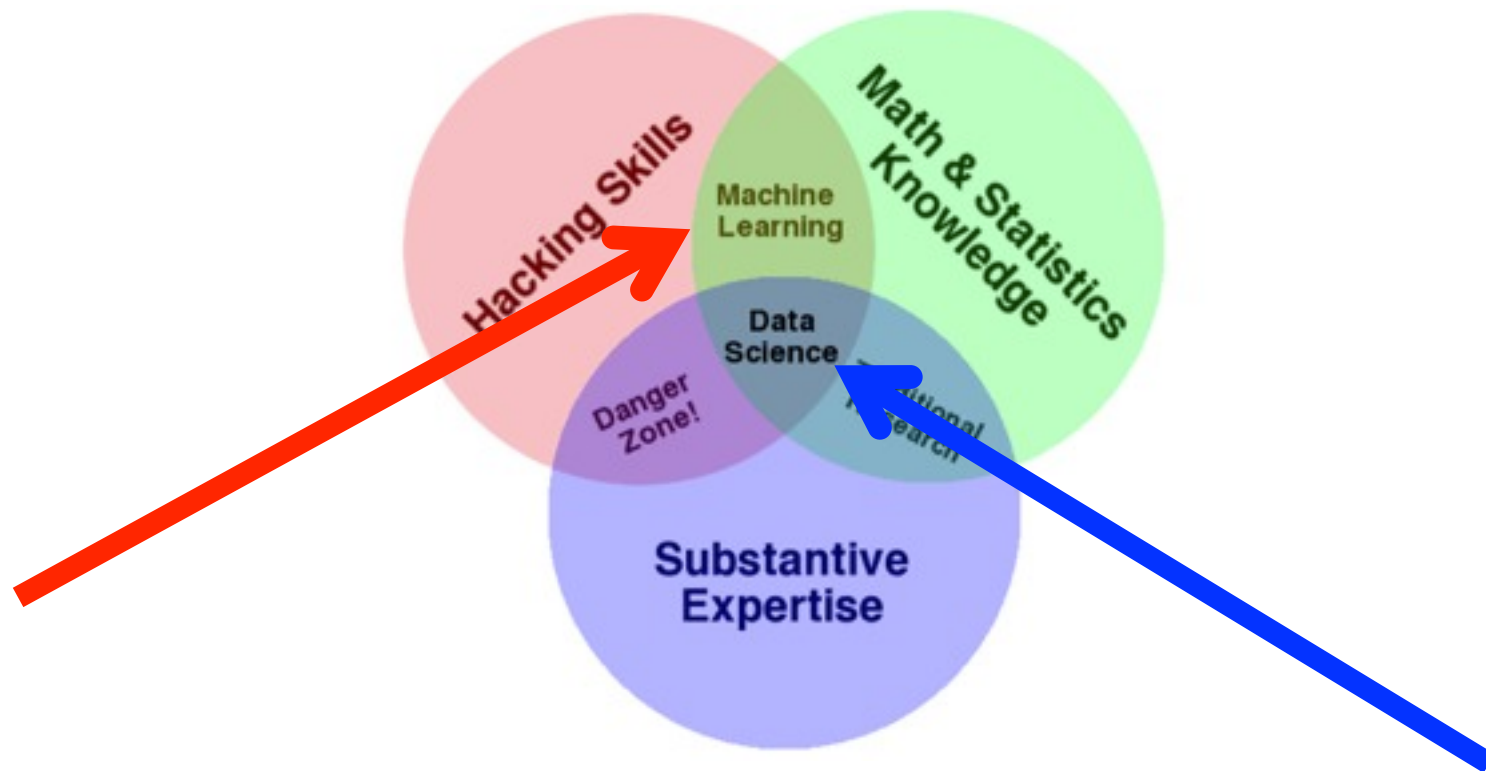 Hacking Skills
Math & Statistics
Knowledge
Machine
Learning
Data
Science
Danger
Zone!
Substantive
Expertise